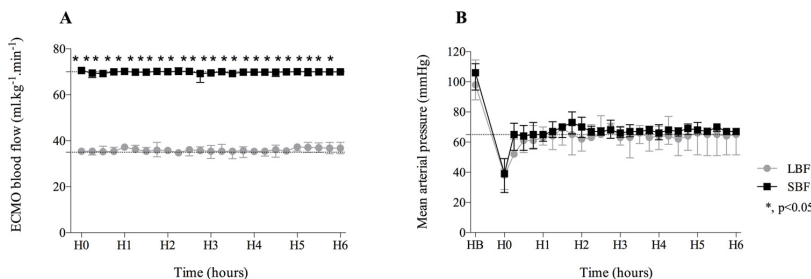 A
ECMO blood flow (ml.kg⁻¹.min⁻¹)
80
60
40
20
0
* ** ** ** ** ** ** ** ** ** ** ** *
H0 H1 H2 H3 H4 H5 H6
Time (hours)
B
Mean arterial pressure (mmHg)
120
100
80
60
40
20
0
HB H0 H1 H2 H3 H4 H5 H6
Time (hours)
LBF
SBF
*, p<0.05